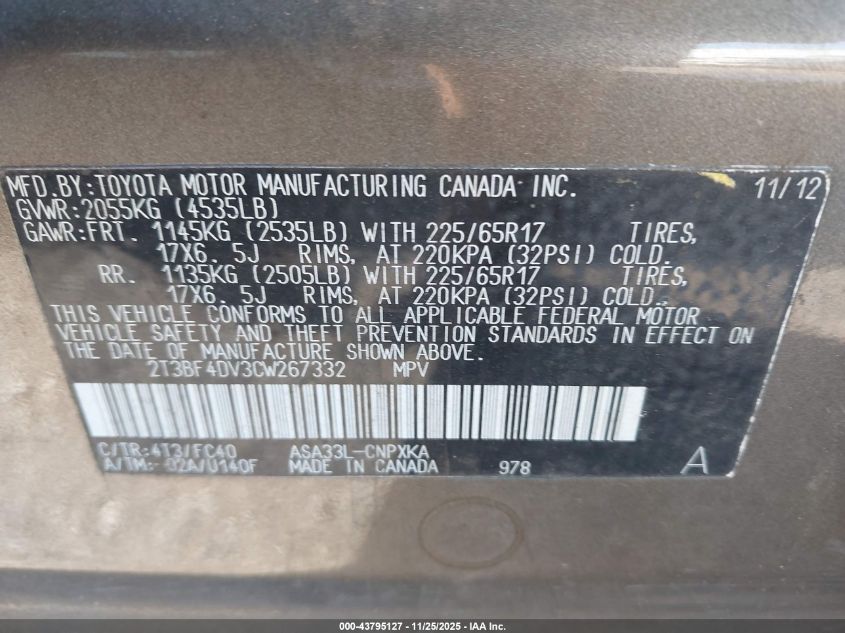 MFD.BY:TOYOTA MOTOR MANUFACTURING CANADA INC. 11/12
GVWR:2055KG (4535LB)
GAWR:FRT. 1145KG (2535LB) WITH 225/65R17 TIRES,
17X6. 5J RIMS, AT 220KPA (32PSI) COLD.
RR. 1135KG (2505LB) WITH 225/65R17 TIRES,
17X6. 5J RIMS, AT 220KPA (32PSI) COLD.
THIS VEHICLE CONFORMS TO ALL APPLICABLE FEDERAL MOTOR
VEHICLE SAFETY AND THEFT PREVENTION STANDARDS IN EFFECT ON
THE DATE OF MANUFACTURE SHOWN ABOVE.
2T3BF4DV3CW267332 MPV
C/TR:4T3/FC40 ASA33L-CNPXKA
A/TM:-02A/U140F MADE IN CANADA 978 A
000-43795127 - 11/25/2025 - IAA Inc.